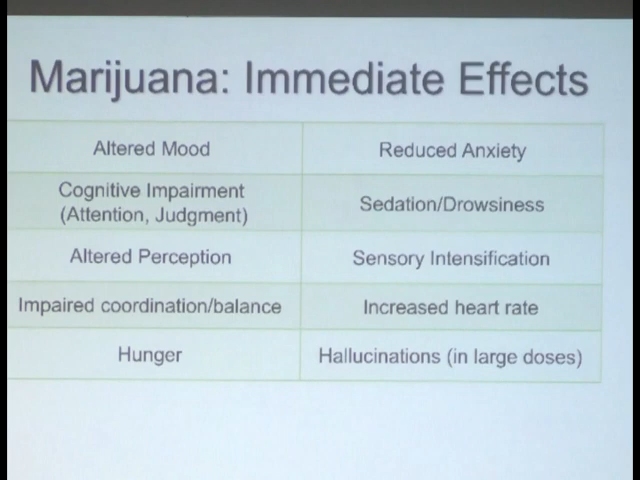 Marijuana: Immediate Effects
Altered Mood
Reduced Anxiety
Cognitive Impairment
(Attention, Judgment)
Sedation/Drowsiness
Altered Perception
Sensory Intensification
Impaired coordination/balance
Increased heart rate
Hunger
Hallucinations (in large doses)